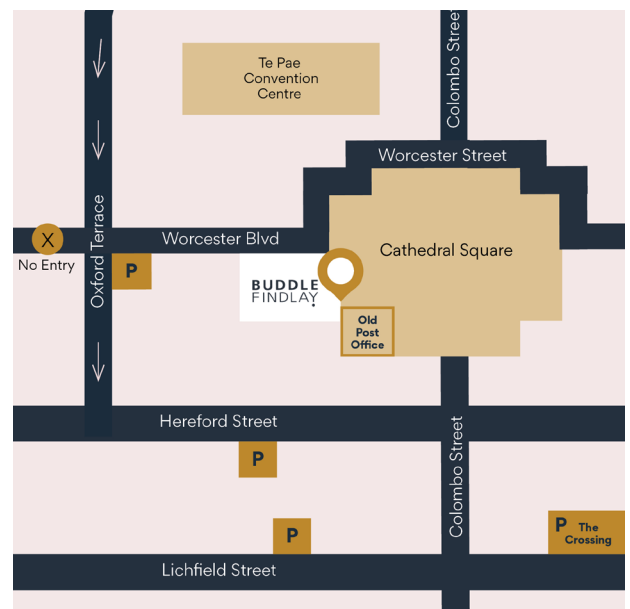 Te Pae
Convention
Centre
Colombo Street
Worcester Street
Oxford Terrace
X
No Entry
Worcester Blvd
Cathedral Square
P
BUDDLE
FINDLAY
Old
Post
Office
Hereford Street
Colombo Street
P
P
P The
Crossing
Lichfield Street